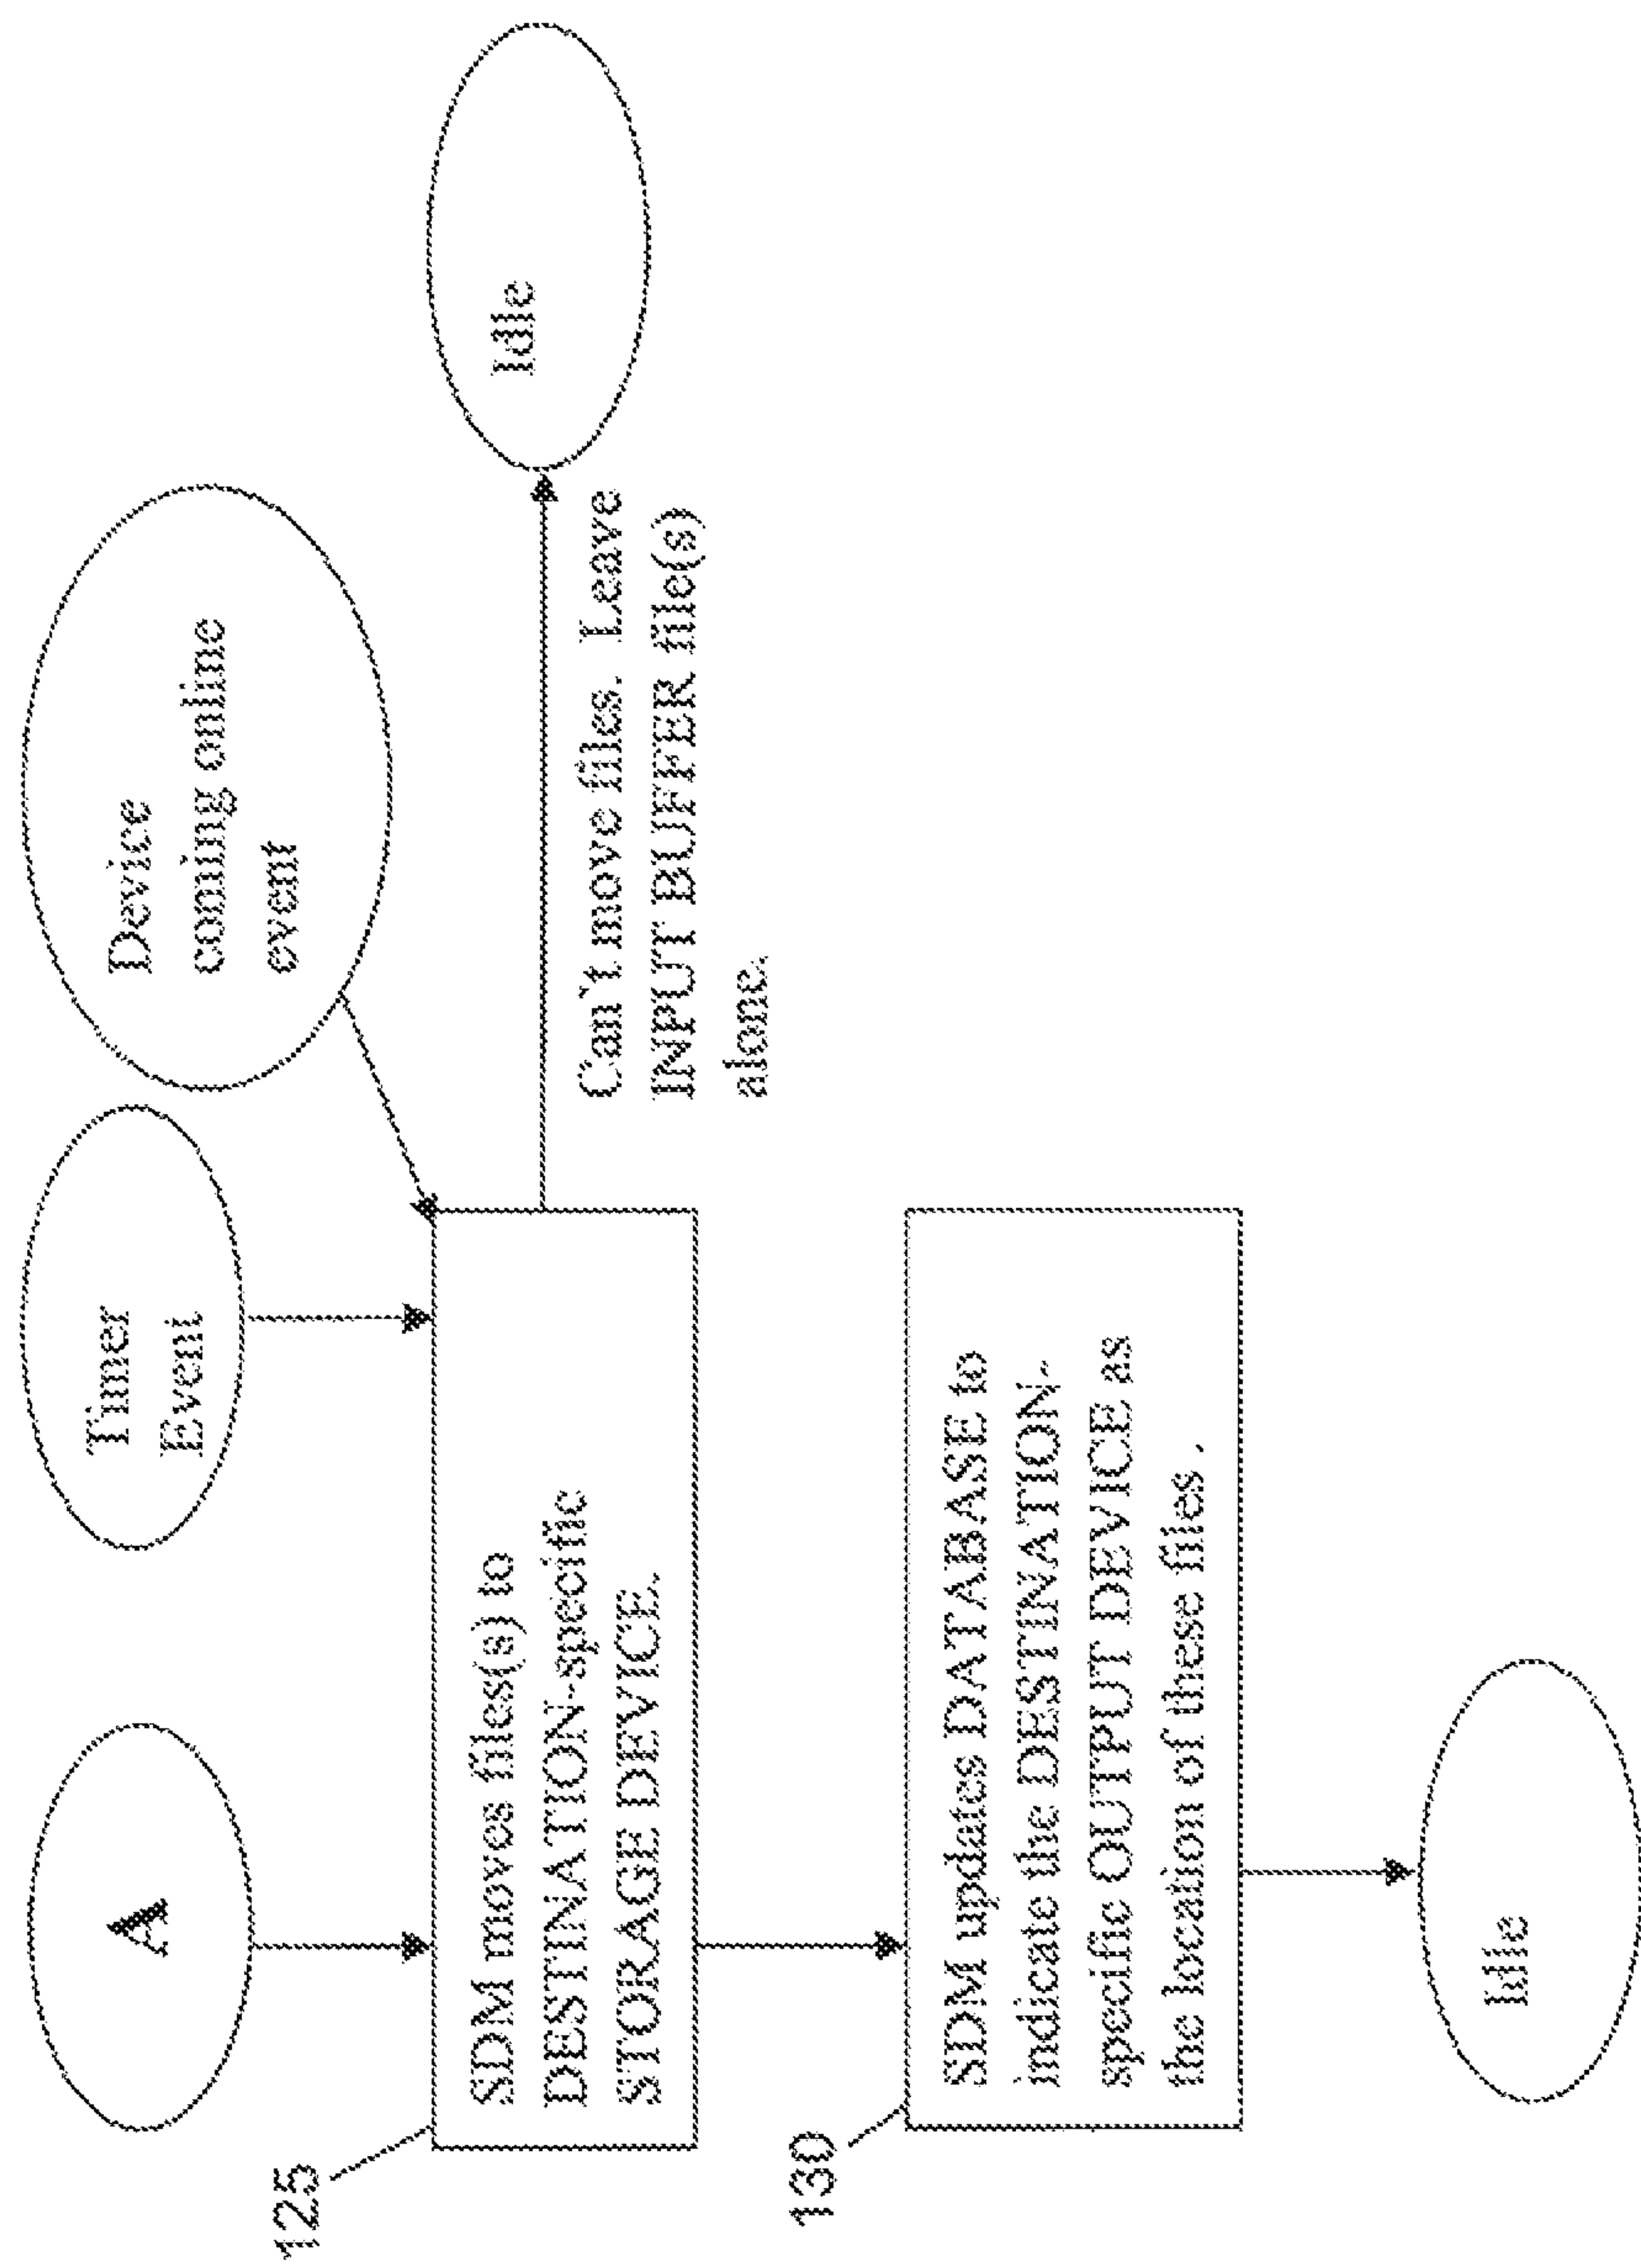 A
Timer
Event
Device
coming online
event
125
SDM moves files(s) to
DESTINATION-specific
STORAGE DEVICE.
Can't move files. Leave
INPUT BUFFER file(s)
alone.
Idle
130
SDM updates DATABASE to
indicate the DESTINATION-
specific OUTPUT DEVICE as
the location of these files .
Idle